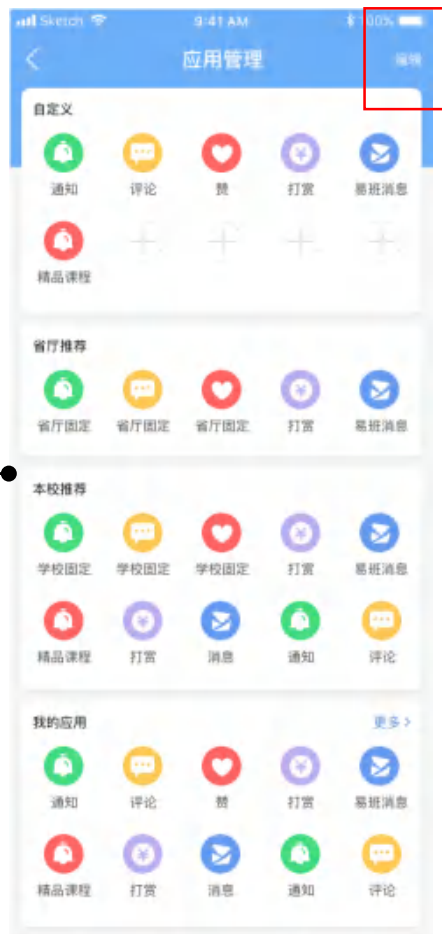 Sketch 9:41 AM 100%
应用管理 编辑
自定义
通知 评论 赞 打赏 易班消息
精品课程
省厅推荐
省厅固定 省厅固定 省厅固定 打赏 易班消息
本校推荐
学校固定 学校固定 学校固定 打赏 易班消息
精品课程 打赏 消息 通知 评论
我的应用 更多>
通知 评论 赞 打赏 易班消息
精品课程 打赏 消息 通知 评论